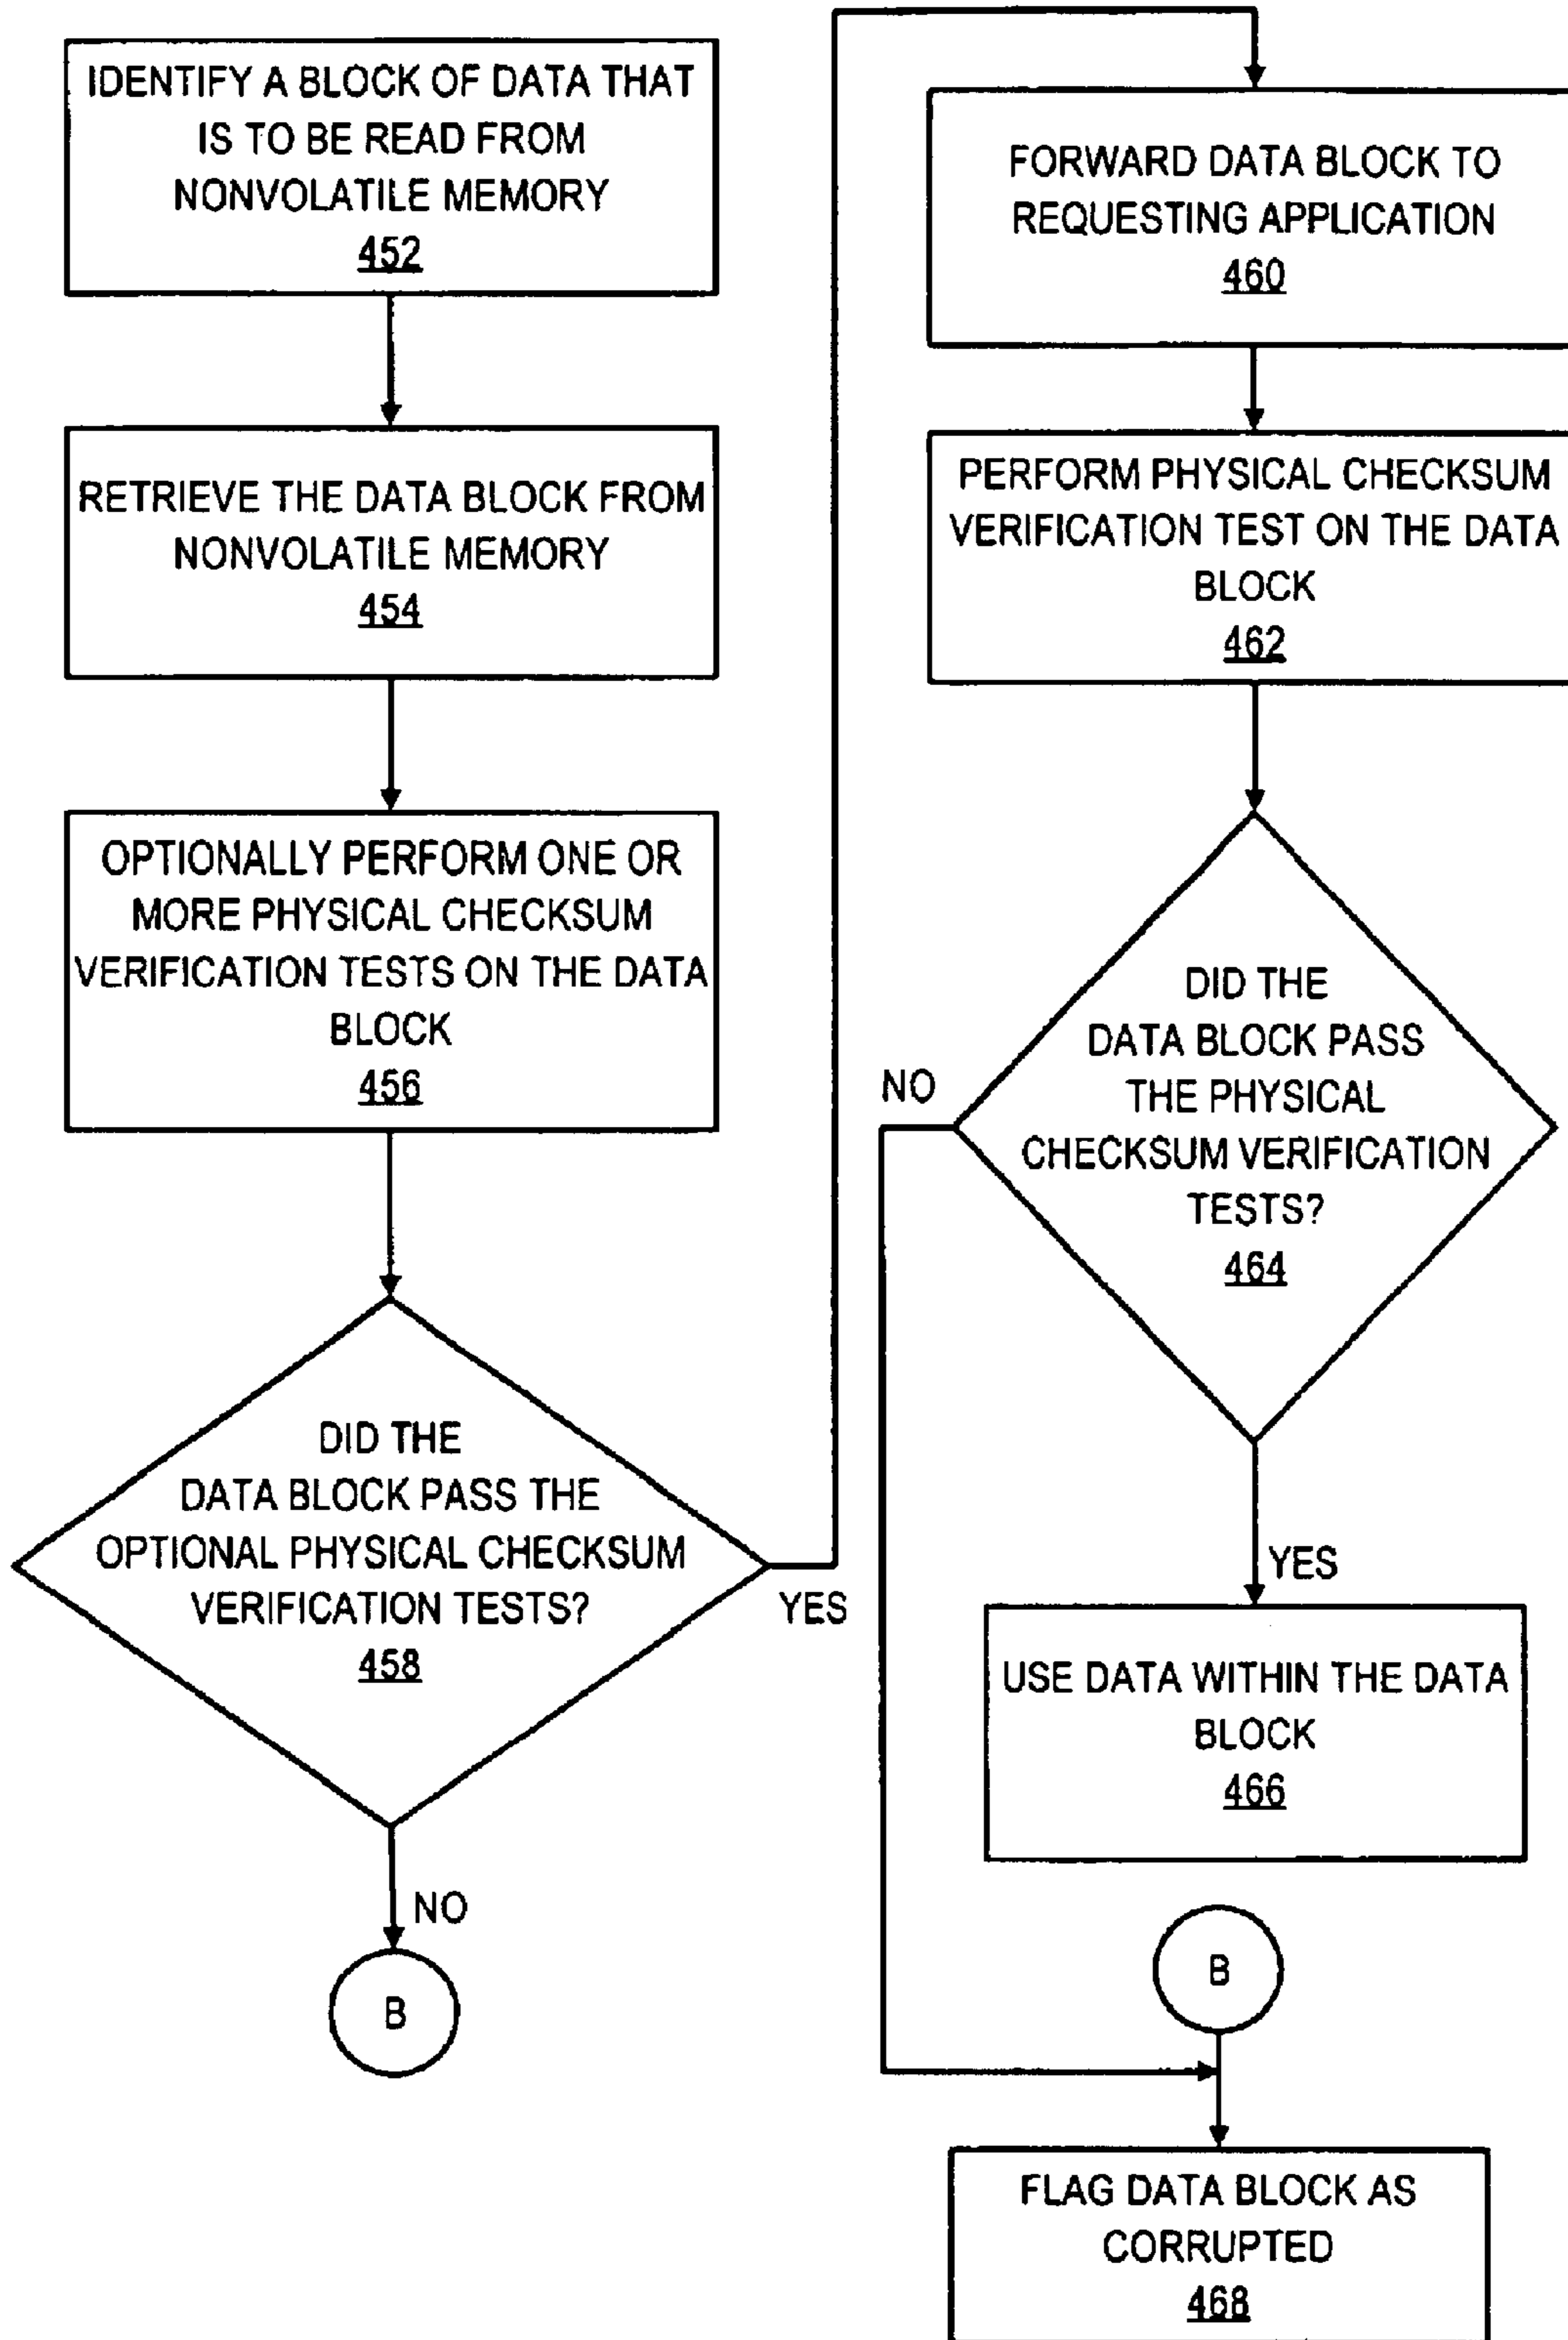 IDENTIFY A BLOCK OF DATA THAT
IS TO BE READ FROM
NONVOLATILE MEMORY
452
RETRIEVE THE DATA BLOCK FROM
NONVOLATILE MEMORY
454
OPTIONALLY PERFORM ONE OR
MORE PHYSICAL CHECKSUM
VERIFICATION TESTS ON THE DATA
BLOCK
456
DID THE
DATA BLOCK PASS THE
OPTIONAL PHYSICAL CHECKSUM
VERIFICATION TESTS?
458
YES
NO
B
FORWARD DATA BLOCK TO
REQUESTING APPLICATION
460
PERFORM PHYSICAL CHECKSUM
VERIFICATION TEST ON THE DATA
BLOCK
462
DID THE
DATA BLOCK PASS
THE PHYSICAL
CHECKSUM VERIFICATION
TESTS?
464
NO
YES
USE DATA WITHIN THE DATA
BLOCK
466
B
FLAG DATA BLOCK AS
CORRUPTED
468